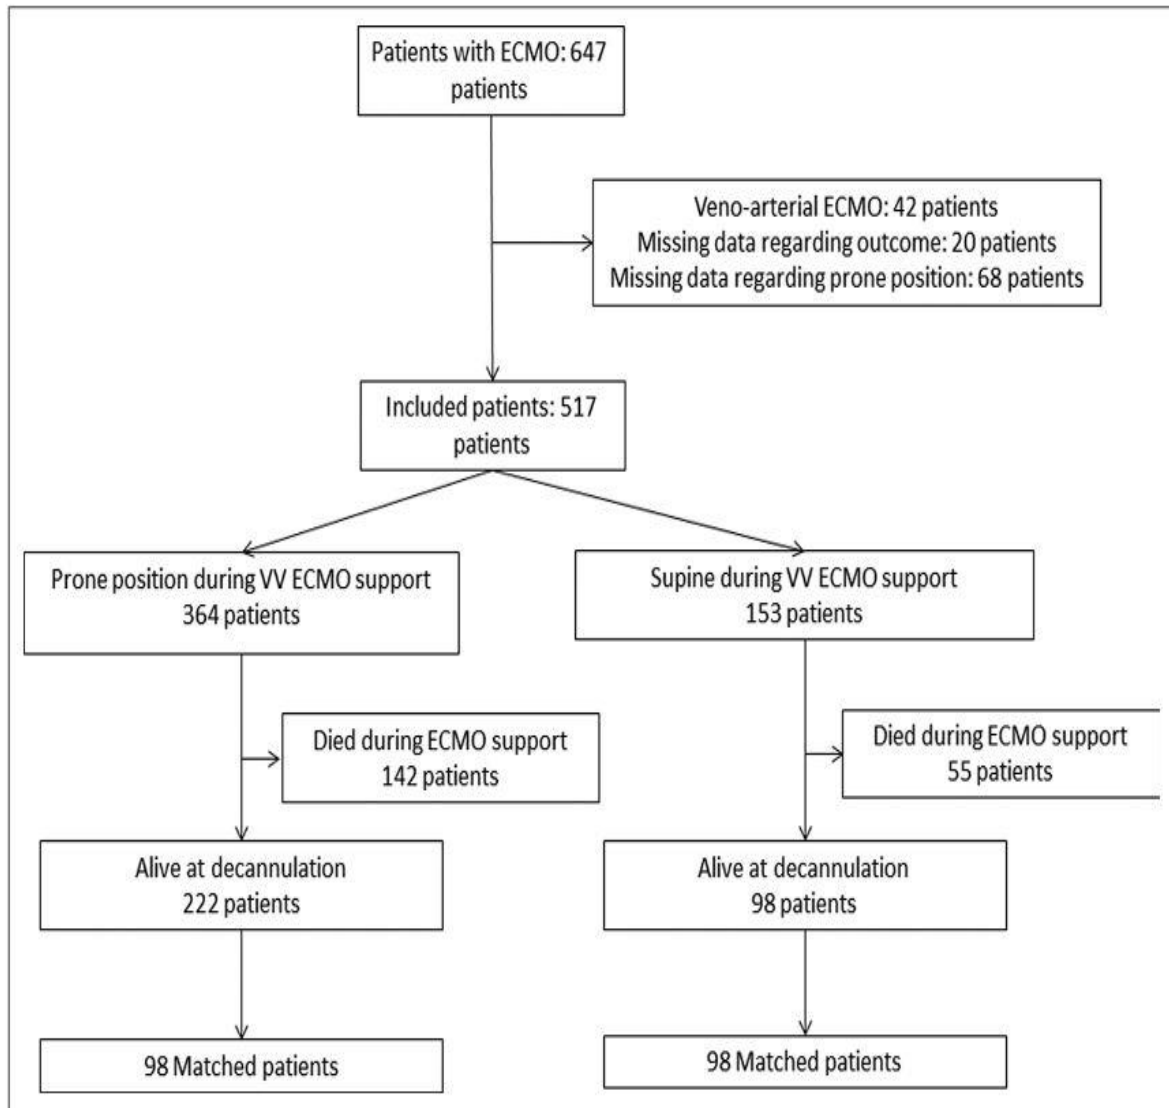 Patients with ECMO: 647
patients
Veno-arterial ECMO: 42 patients
Missing data regarding outcome: 20 patients
Missing data regarding prone position: 68 patients
Included patients: 517
patients
Prone position during VV ECMO support
364 patients
Supine during VV ECMO support
153 patients
Died during ECMO support
142 patients
Died during ECMO support
55 patients
Alive at decannulation
222 patients
Alive at decannulation
98 patients
98 Matched patients
98 Matched patients